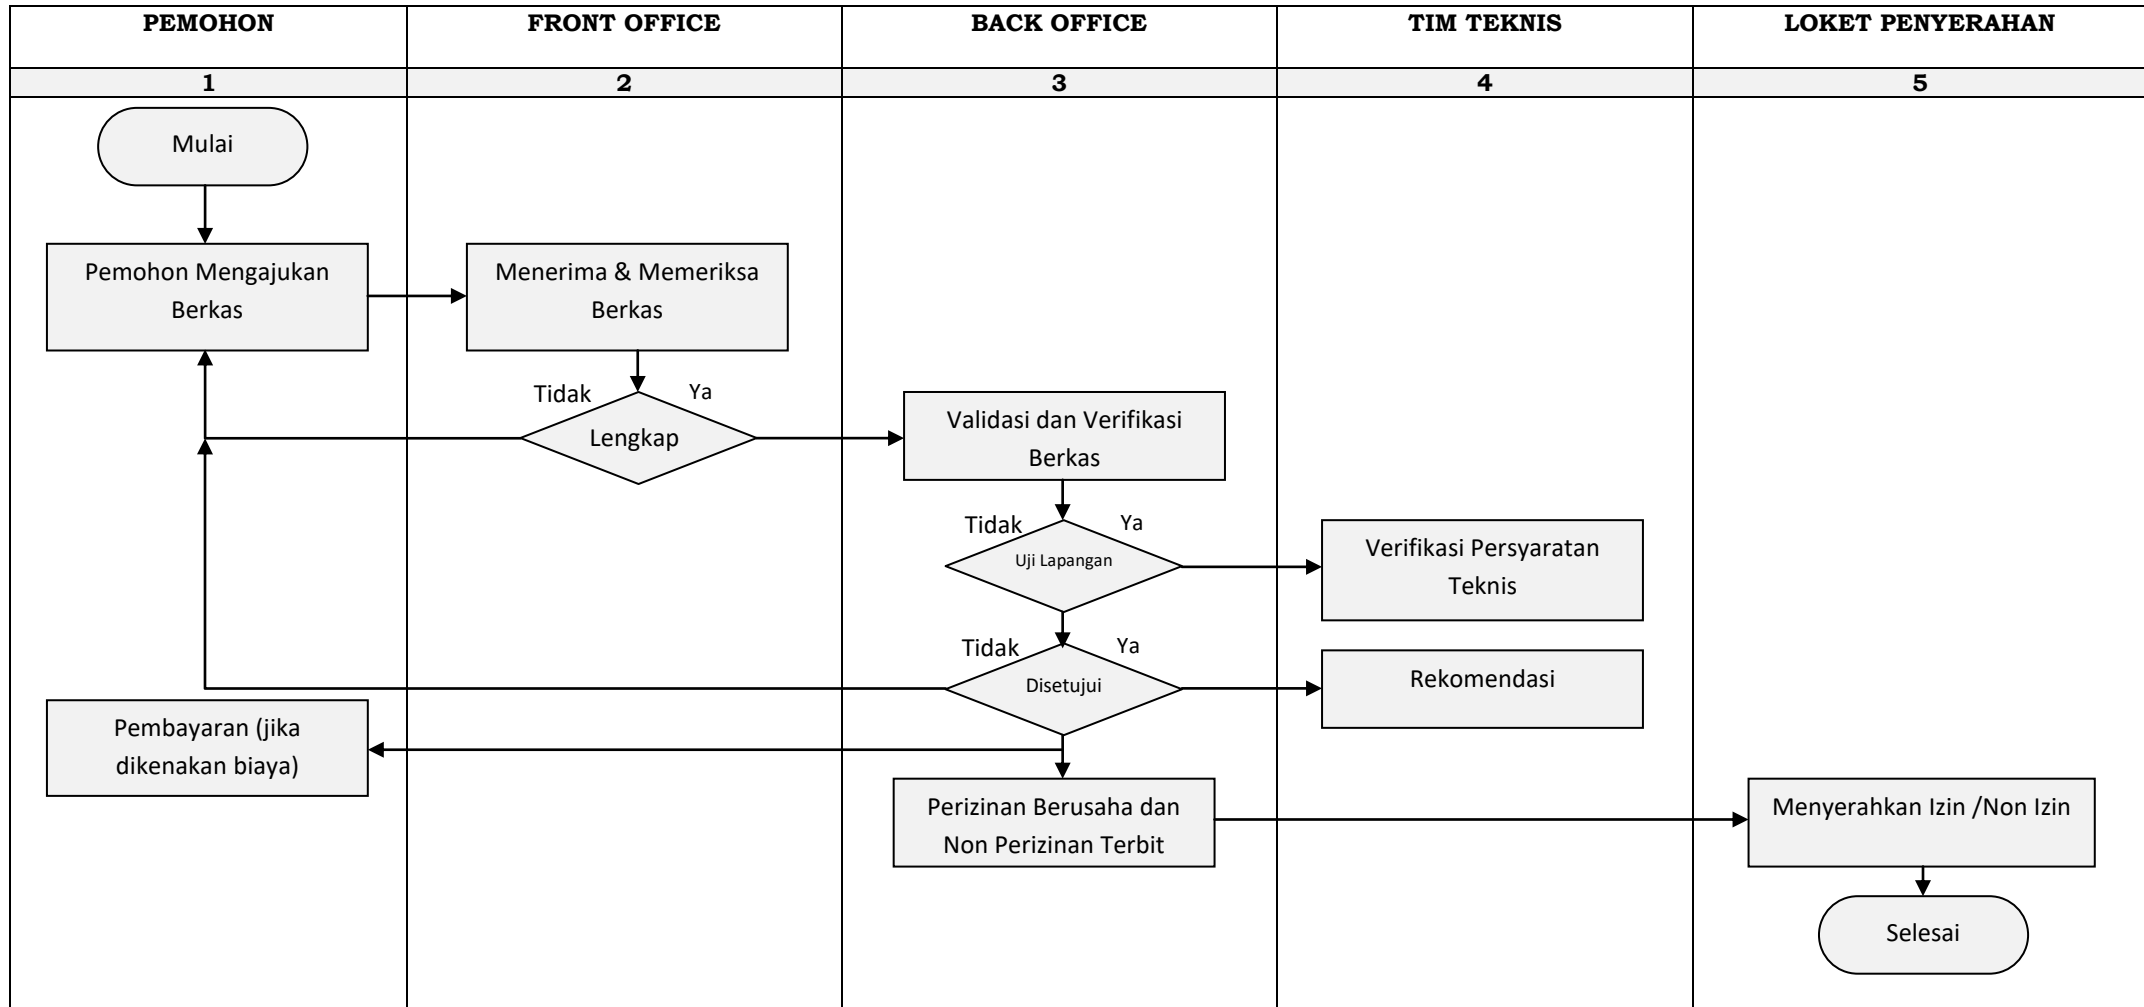 PEMOHON
FRONT OFFICE
BACK OFFICE
TIM TEKNIS
LOKET PENYERAHAN
1
2
3
4
5
Mulai
Pemohon Mengajukan
Berkas
Menerima & Memeriksa
Berkas
Tidak
Ya
Lengkap
Validasi dan Verifikasi
Berkas
Tidak
Ya
Uji Lapangan
Verifikasi Persyaratan
Teknis
Tidak
Ya
Disetujui
Rekomendasi
Pembayaran (jika
dikenakan biaya)
Perizinan Berusaha dan
Non Perizinan Terbit
Menyerahkan Izin /Non Izin
Selesai